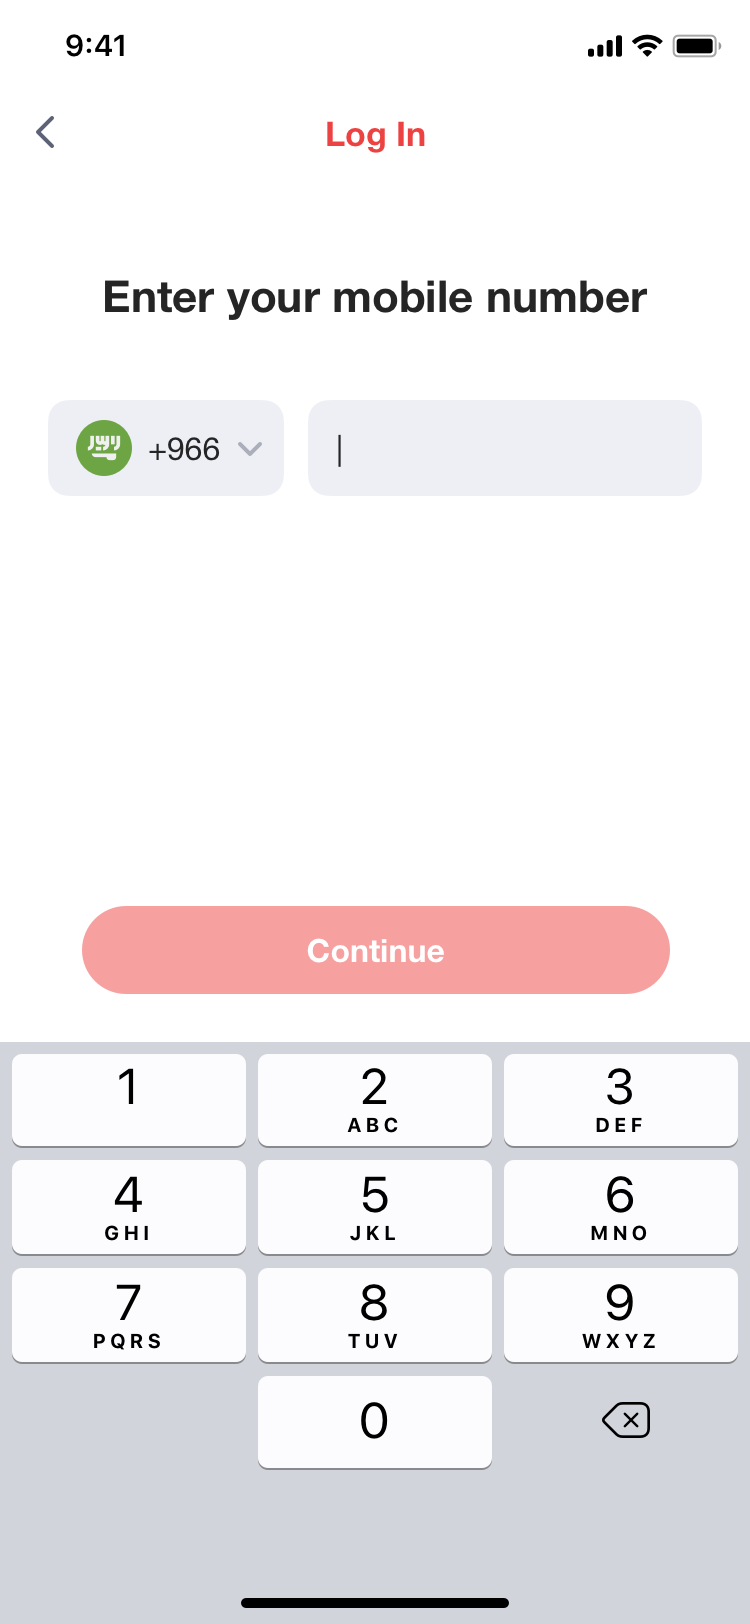 9:41
Log In
Enter your mobile number
+966
Continue
1
2
ABC
3
DEF
4
GHI
5
JKL
6
MNO
7
PQRS
8
TUV
9
WXYZ
0